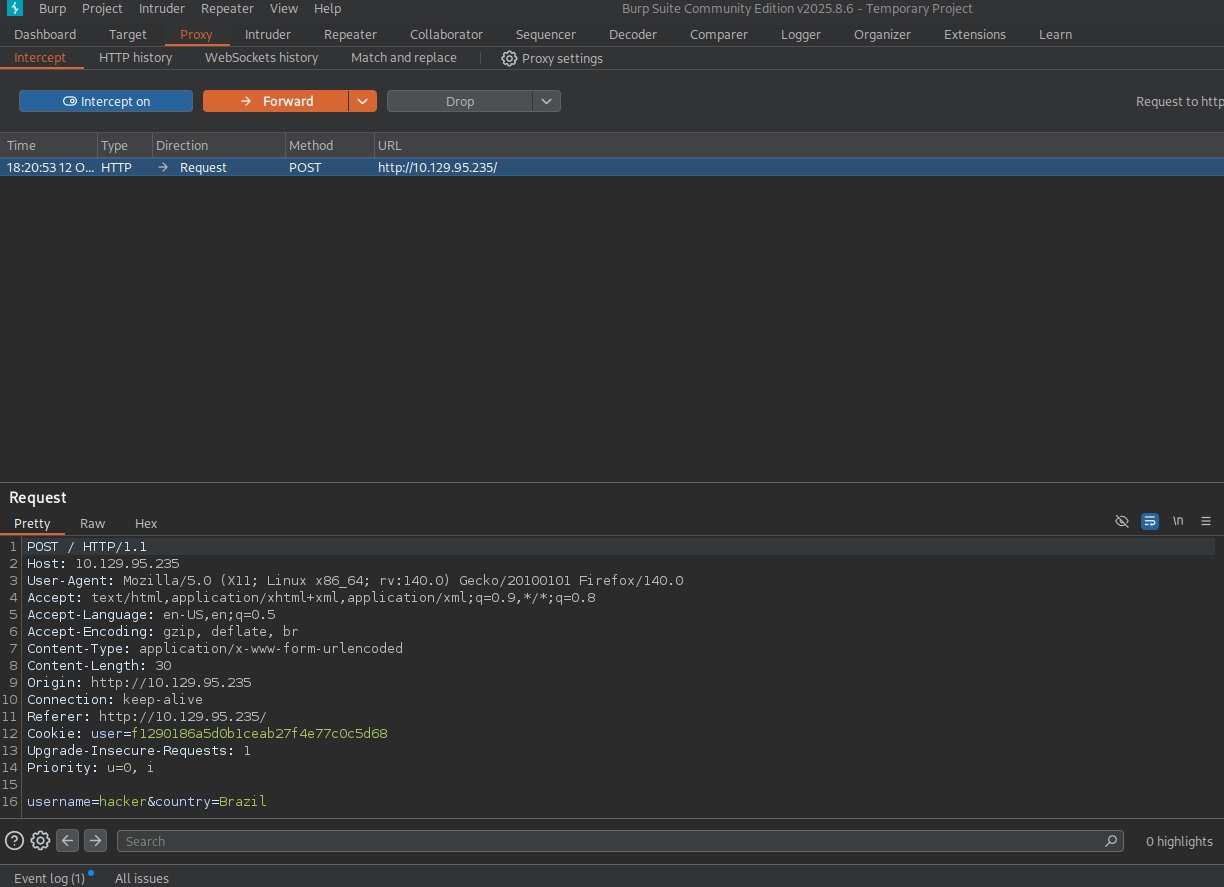 Burp Project Intruder Repeater View Help Burp Suite Community Edition v2025.8.6 - Temporary Project
Dashboard Target Proxy Intruder Repeater Collaborator Sequencer Decoder Comparer Logger Organizer Extensions Learn
Intercept HTTP history WebSockets history Match and replace Proxy settings
Intercept on Forward Drop Request to http
Time Type Direction Method URL
18:20:53 12 O... HTTP Request POST http://10.129.95.235/
Request
Pretty Raw Hex \n
1 POST / HTTP/1.1
2 Host: 10.129.95.235
3 User-Agent: Mozilla/5.0 (X11; Linux x86_64; rv:140.0) Gecko/20100101 Firefox/140.0
4 Accept: text/html,application/xhtml+xml,application/xml;q=0.9,*/*;q=0.8
5 Accept-Language: en-US,en;q=0.5
6 Accept-Encoding: gzip, deflate, br
7 Content-Type: application/x-www-form-urlencoded
8 Content-Length: 30
9 Origin: http://10.129.95.235
10 Connection: keep-alive
11 Referer: http://10.129.95.235/
12 Cookie: user=f1290186a5d0b1ceab27f4e77c0c5d68
13 Upgrade-Insecure-Requests: 1
14 Priority: u=0, i
15
16 username=hacker&country=Brazil
Search 0 highlights
Event log (1) All issues